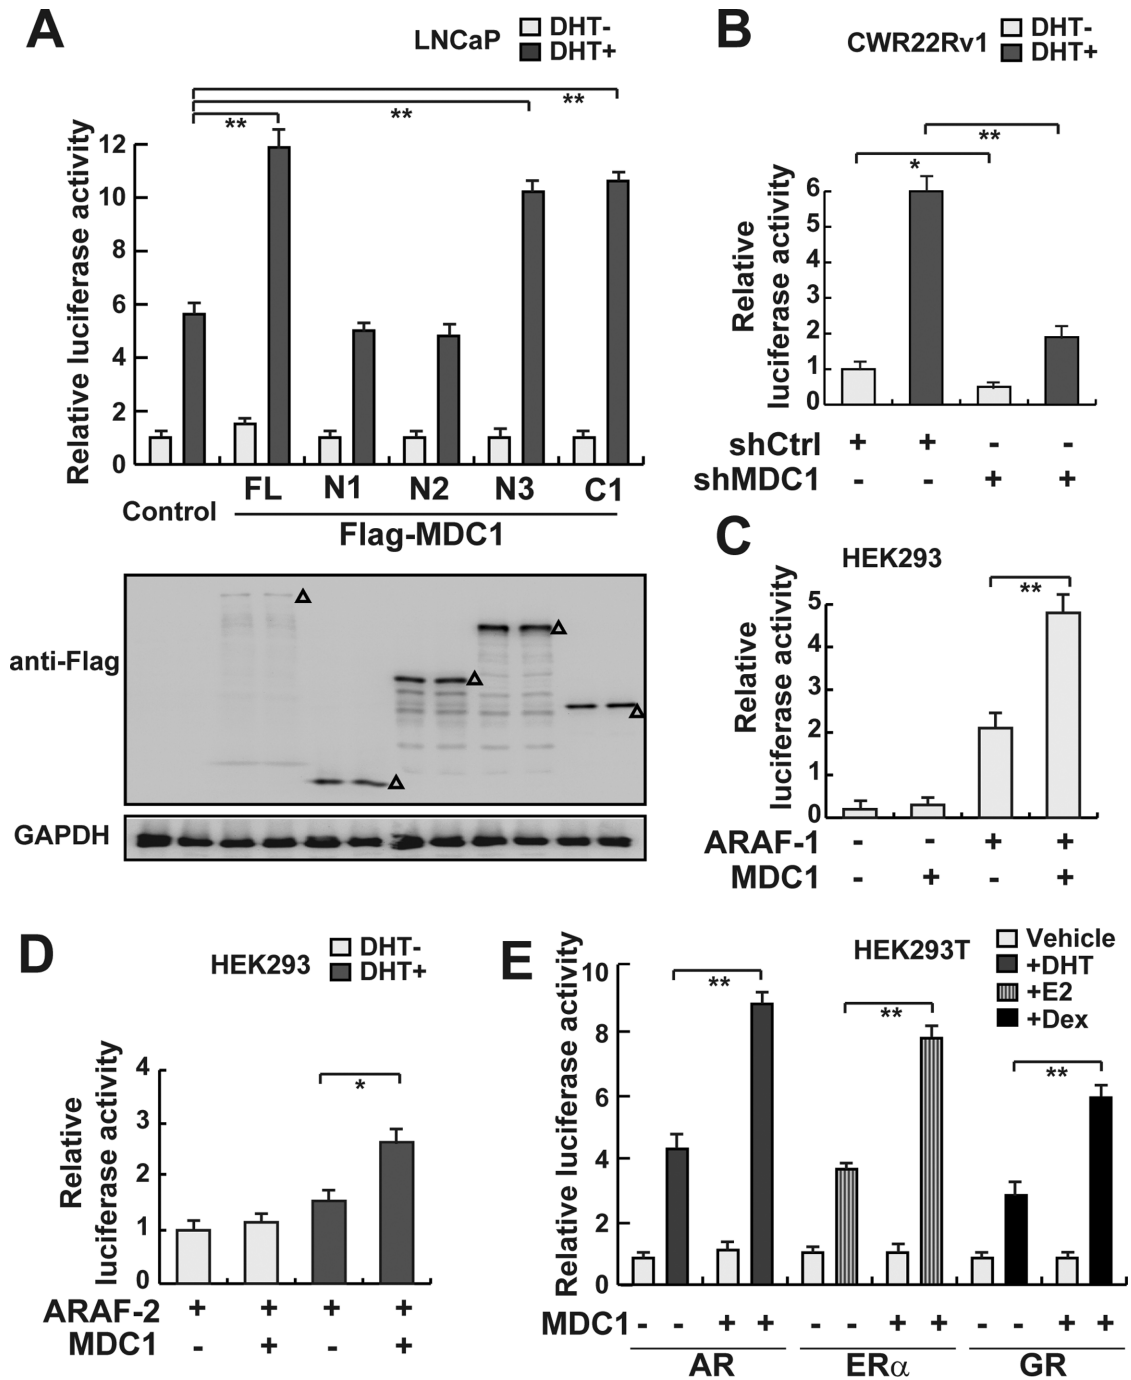 A
LNCaP
DHT-
DHT+
**
**
**
Relative luciferase activity
12
10
8
6
4
2
0
Control
FL
N1
N2
N3
C1
Flag-MDC1
anti-Flag
GAPDH
B
CWR22Rv1
DHT-
DHT+
**
*
Relative
luciferase activity
6
5
4
3
2
1
0
shCtrl + + - -
shMDC1 - - + +
C
HEK293
**
Relative
luciferase activity
5
4
3
2
1
0
ARAF-1 - - + +
MDC1 - + - +
D
HEK293
DHT-
DHT+
*
Relative
luciferase activity
4
3
2
1
0
ARAF-2 + + + +
MDC1 - + - +
E
HEK293T
Vehicle
+DHT
+E2
+Dex
**
**
**
Relative luciferase activity
10
8
6
4
2
0
MDC1 - - + + - - + + - - + +
AR
ERα
GR